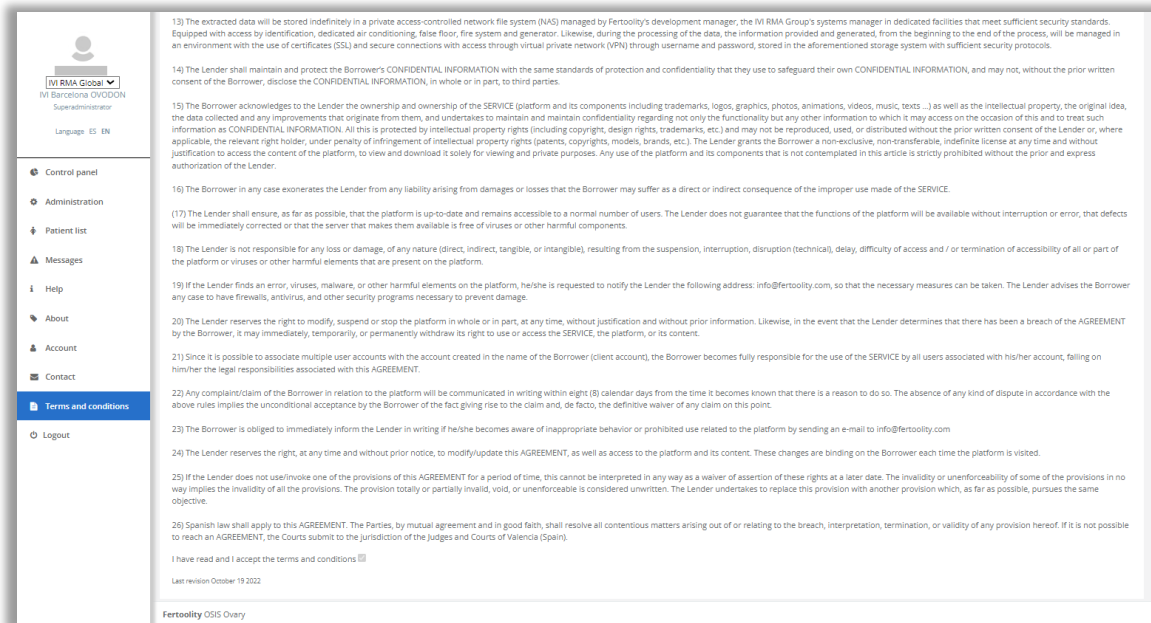 IVI RMA Global
IVI Barcelona OVODON
Superadministrator
Language ES EN
Control panel
Administration
Patient list
Messages
Help
About
Account
Contact
Terms and conditions
Logout
13) The extracted data will be stored indefinitely in a private access-controlled network file system (NAS) managed by Fertoolity's development manager, the IVI RMA Group's systems manager in dedicated facilities that meet sufficient security standards.
Equipped with access by identification, dedicated air conditioning, false floor, fire system and generator. Likewise, during the processing of the data, the information provided and generated, from the beginning to the end of the process, will be managed in
an environment with the use of certificates (SSL) and secure connections with access through virtual private network (VPN) through username and password, stored in the aforementioned storage system with sufficient security protocols.
14) The Lender shall maintain and protect the Borrower's CONFIDENTIAL INFORMATION with the same standards of protection and confidentiality that they use to safeguard their own CONFIDENTIAL INFORMATION, and may not, without the prior written
consent of the Borrower, disclose the CONFIDENTIAL INFORMATION, in whole or in part, to third parties.
15) The Borrower acknowledges to the Lender the ownership and ownership of the SERVICE (platform and its components including trademarks, logos, graphics, photos, animations, videos, music, texts ...) as well as the intellectual property, the original idea,
the data collected and any improvements that originate from them, and undertakes to maintain and maintain confidentiality regarding not only the functionality but any other information to which it may access on the occasion of this and to treat such
information as CONFIDENTIAL INFORMATION. All this is protected by intellectual property rights (including copyright, design rights, trademarks, etc.) and may not be reproduced, used, or distributed without the prior written consent of the Lender or, where
applicable, the relevant right holder, under penalty of infringement of intellectual property rights (patents, copyrights, models, brands, etc.). The Lender grants the Borrower a non-exclusive, non-transferable, indefinite license at any time and without
justification to access the content of the platform, to view and download it solely for viewing and private purposes. Any use of the platform and its components that is not contemplated in this article is strictly prohibited without the prior and express
authorization of the Lender.
16) The Borrower in any case exonerates the Lender from any liability arising from damages or losses that the Borrower may suffer as a direct or indirect consequence of the improper use made of the SERVICE.
(17) The Lender shall ensure, as far as possible, that the platform is up-to-date and remains accessible to a normal number of users. The Lender does not guarantee that the functions of the platform will be available without interruption or error, that defects
will be immediately corrected or that the server that makes them available is free of viruses or other harmful components.
18) The Lender is not responsible for any loss or damage, of any nature (direct, indirect, tangible, or intangible), resulting from the suspension, interruption, disruption (technical), delay, difficulty of access and / or termination of accessibility of all or part of
the platform or viruses or other harmful elements that are present on the platform.
19) If the Lender finds an error, viruses, malware, or other harmful elements on the platform, he/she is requested to notify the Lender the following address: info@fertoolity.com, so that the necessary measures can be taken. The Lender advises the Borrower
any case to have firewalls, antivirus, and other security programs necessary to prevent damage.
20) The Lender reserves the right to modify, suspend or stop the platform in whole or in part, at any time, without justification and without prior information. Likewise, in the event that the Lender determines that there has been a breach of the AGREEMENT
by the Borrower, it may immediately, temporarily, or permanently withdraw its right to use or access the SERVICE, the platform, or its content.
21) Since it is possible to associate multiple user accounts with the account created in the name of the Borrower (client account), the Borrower becomes fully responsible for the use of the SERVICE by all users associated with his/her account, falling on
him/her the legal responsibilities associated with this AGREEMENT.
22) Any complaint/claim of the Borrower in relation to the platform will be communicated in writing within eight (8) calendar days from the time it becomes known that there is a reason to do so. The absence of any kind of dispute in accordance with the
above rules implies the unconditional acceptance by the Borrower of the fact giving rise to the claim and, de facto, the definitive waiver of any claim on this point.
23) The Borrower is obliged to immediately inform the Lender in writing if he/she becomes aware of inappropriate behavior or prohibited use related to the platform by sending an e-mail to info@fertoolity.com
24) The Lender reserves the right, at any time and without prior notice, to modify/update this AGREEMENT, as well as access to the platform and its content. These changes are binding on the Borrower each time the platform is visited.
25) If the Lender does not use/invoke one of the provisions of this AGREEMENT for a period of time, this cannot be interpreted in any way as a waiver of assertion of these rights at a later date. The invalidity or unenforceability of some of the provisions in no
way implies the invalidity of all the provisions. The provision totally or partially invalid, void, or unenforceable is considered unwritten. The Lender undertakes to replace this provision with another provision which, as far as possible, pursues the same
objective.
26) Spanish law shall apply to this AGREEMENT. The Parties, by mutual agreement and in good faith, shall resolve all contentious matters arising out of or relating to the breach, interpretation, termination, or validity of any provision hereof. If it is not possible
to reach an AGREEMENT, the Courts submit to the jurisdiction of the Judges and Courts of Valencia (Spain).
I have read and I accept the terms and conditions
Last revision October 19 2022
Fertoolity OSIS Ovary